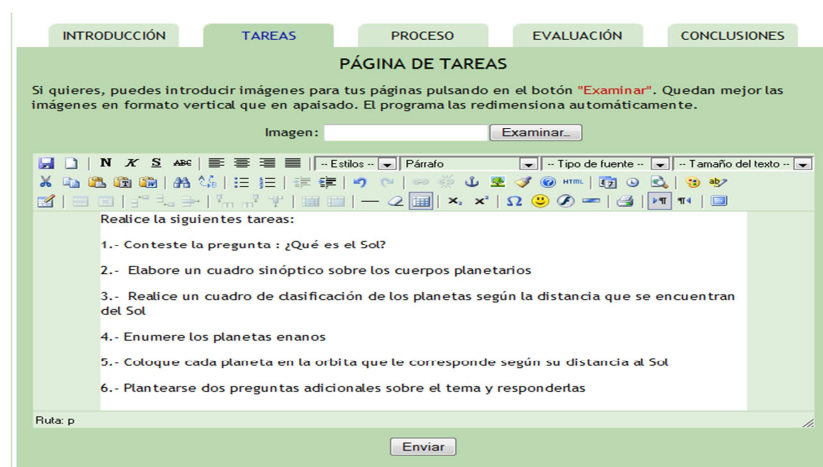 INTRODUCCIÓN TAREAS PROCESO EVALUACIÓN CONCLUSIONES
PÁGINA DE TAREAS
Si quieres, puedes introducir imágenes para tus páginas pulsando en el botón "Examinar". Quedan mejor las
imágenes en formato vertical que en apaisado. El programa las redimensiona automáticamente.
Imagen: Examinar...
N K S ABC -- Estilos -- Párrafo -- Tipo de fuente -- -- Tamaño del texto --
HTML
Realice la siguientes tareas:
1.- Conteste la pregunta : ¿Qué es el Sol?
2.- Elabore un cuadro sinóptico sobre los cuerpos planetarios
3.- Realice un cuadro de clasificación de los planetas según la distancia que se encuentran
del Sol
4.- Enumere los planetas enanos
5.- Coloque cada planeta en la orbita que le corresponde según su distancia al Sol
6.- Plantearse dos preguntas adicionales sobre el tema y responderlas
Ruta: p
Enviar